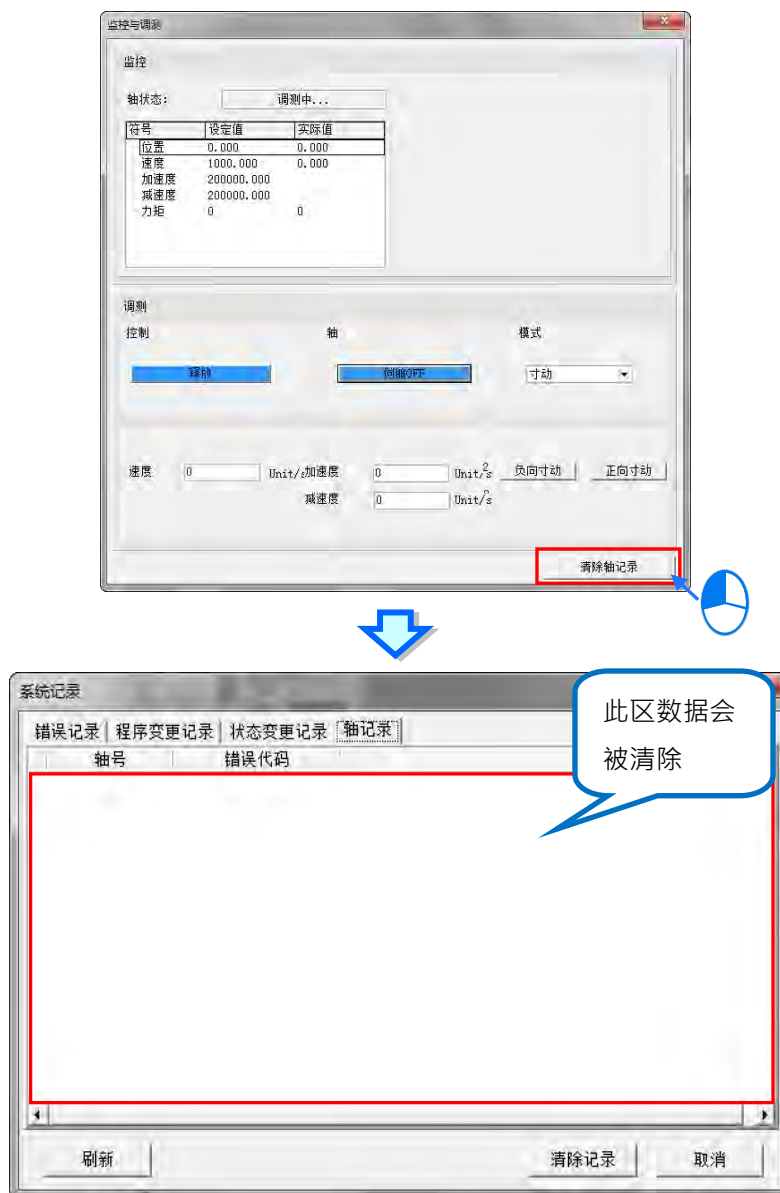 监控与调测
监控
轴状态: 调测中...
符号 设定值 实际值
位置 0.000 0.000
速度 1000.000 0.000
加速度 200000.000
减速度 200000.000
力矩 0 0
调测
控制 轴 模式
释放 伺服OFF 寸动
速度 0 Unit/s 加速度 0 Unit/s² 负向寸动 正向寸动
减速度 0 Unit/s²
清除轴记录
系统记录
此区数据会
被清除
错误记录 程序变更记录 状态变更记录 轴记录
轴号 错误代码
刷新 清除记录 取消